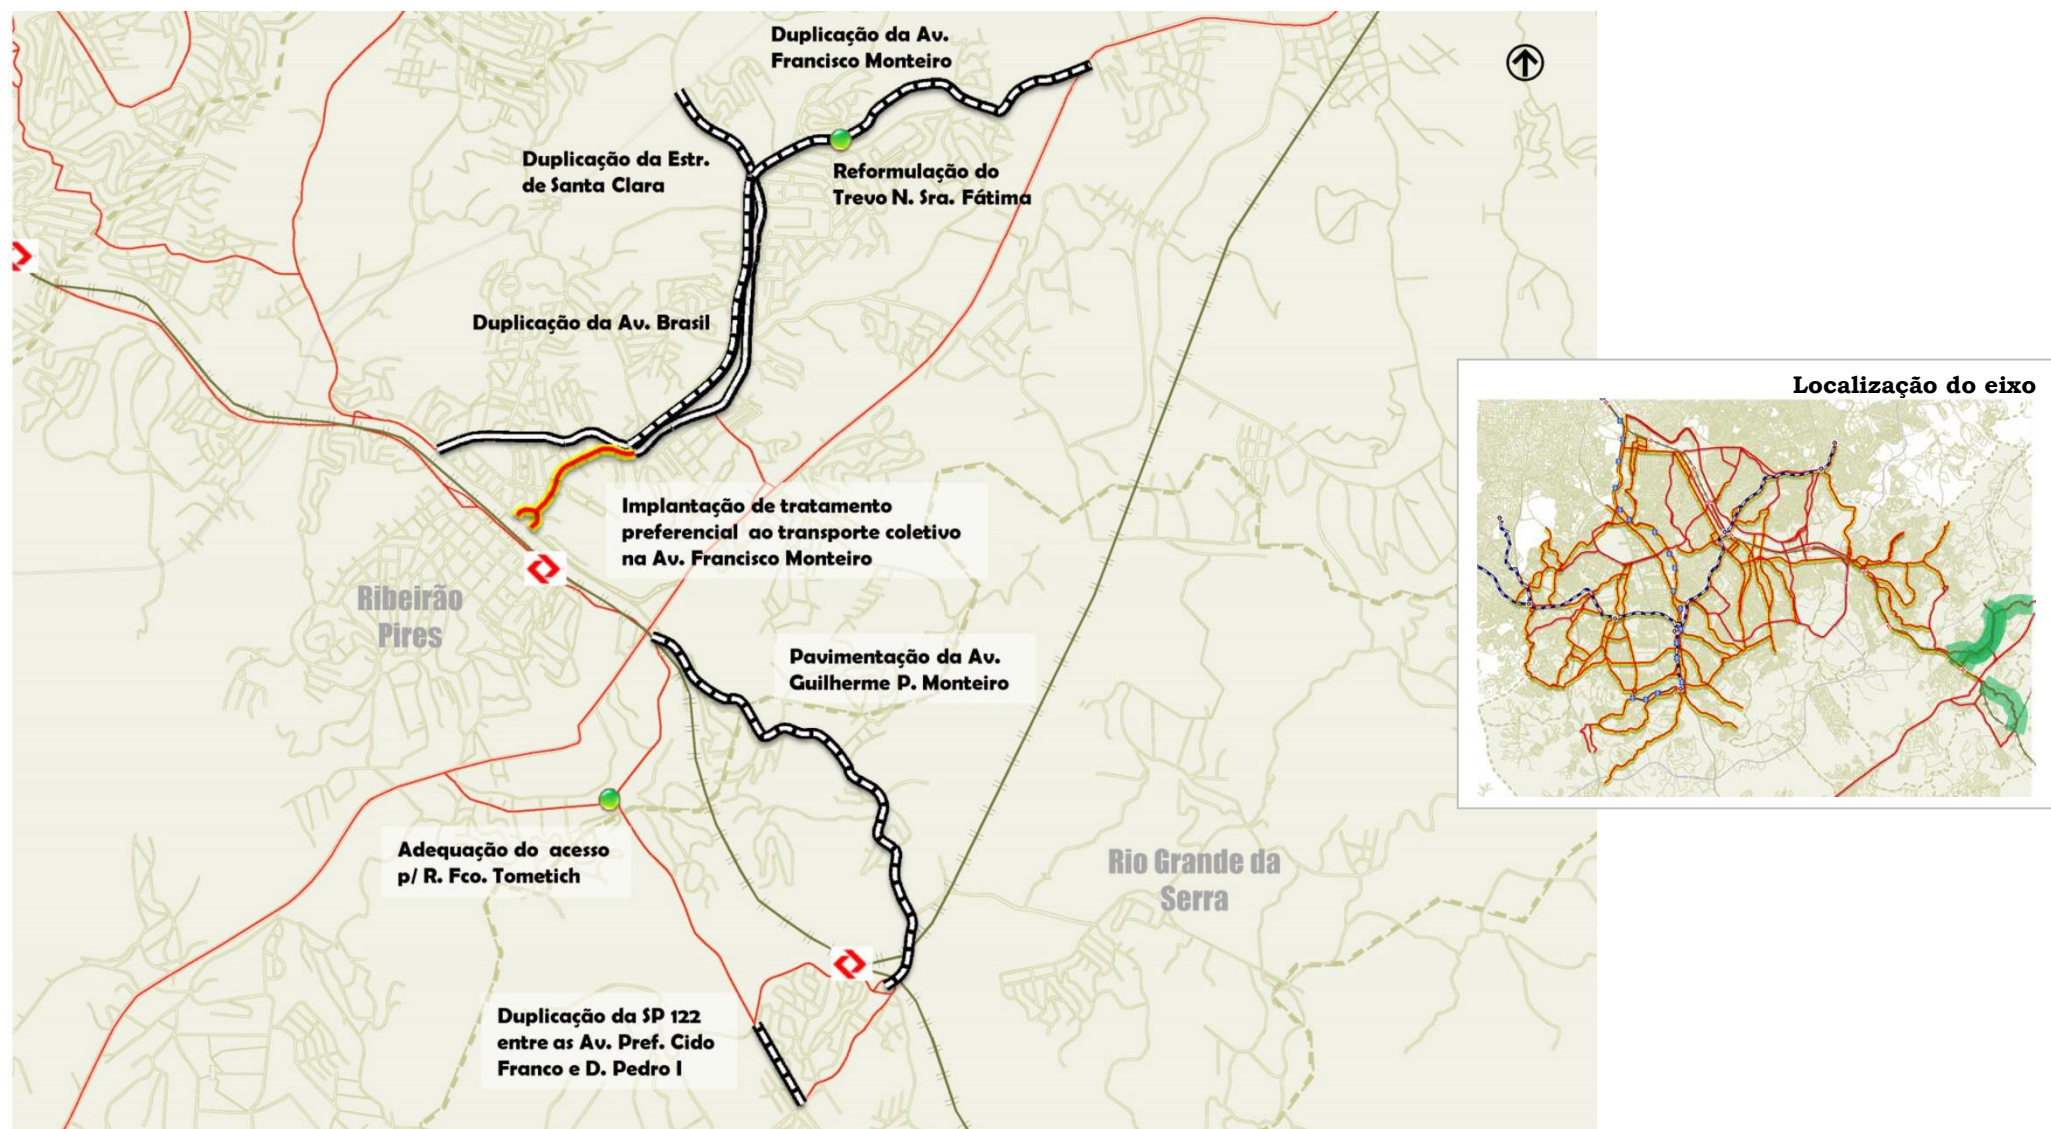 Duplicação da Av.
Francisco Monteiro
Duplicação da Estr.
de Santa Clara
Reformulação do
Trevo N. Sra. Fátima
Duplicação da Av. Brasil
Localização do eixo
Implantação de tratamento
preferencial ao transporte coletivo
na Av. Francisco Monteiro
Ribeirão
Pires
Pavimentação da Av.
Guilherme P. Monteiro
Adequação do acesso
p/ R. Fco. Tometich
Rio Grande da
Serra
Duplicação da SP 122
entre as Av. Pref. Cido
Franco e D. Pedro I